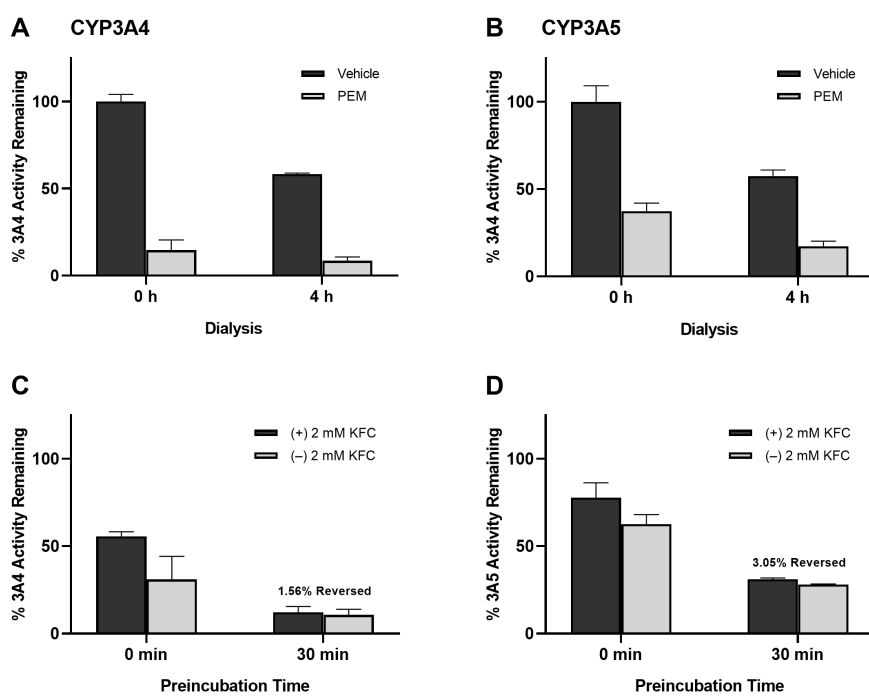 A CYP3A4
% 3A4 Activity Remaining
100
50
0
Vehicle
PEM
0 h 4 h
Dialysis
B CYP3A5
% 3A4 Activity Remaining
100
50
0
Vehicle
PEM
0 h 4 h
Dialysis
C
% 3A4 Activity Remaining
100
50
0
(+) 2 mM KFC
(–) 2 mM KFC
1.56% Reversed
0 min 30 min
Preincubation Time
D
% 3A5 Activity Remaining
100
50
0
(+) 2 mM KFC
(–) 2 mM KFC
3.05% Reversed
0 min 30 min
Preincubation Time